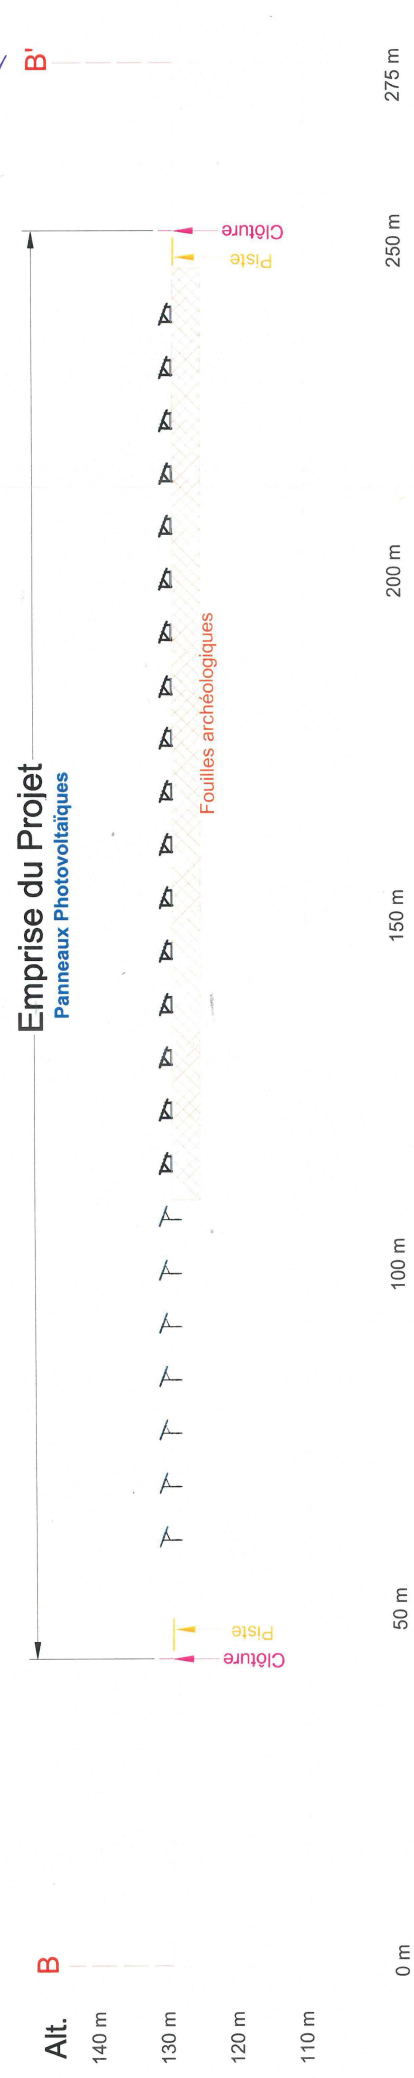 B
B'
Emprise du Projet
Panneaux Photovoltaïques
Alt.
140 m
130 m
120 m
110 m
Clôture
Piste
Fouilles archéologiques
Piste
Clôture
0 m
50 m
100 m
150 m
200 m
250 m
275 m